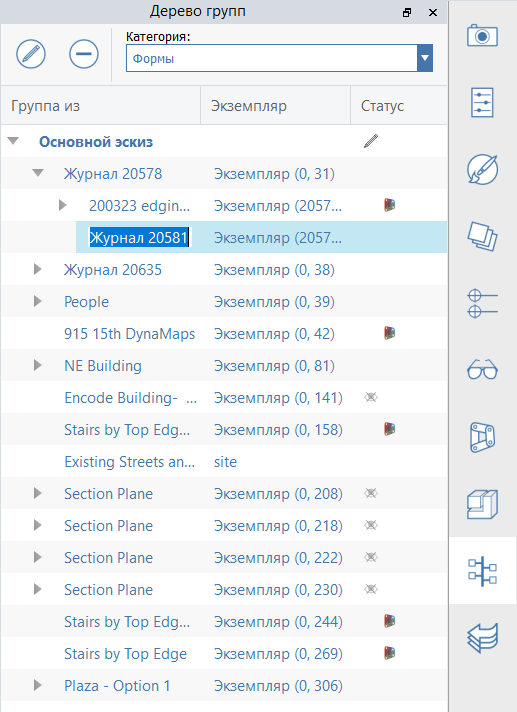 Дерево групп
Категория:
Формы
Группа из Экземпляр Статус
Основной эскиз
Журнал 20578 Экземпляр (0, 31)
200323 edgin... Экземпляр (2057...
Журнал 20581 Экземпляр (2057...
Журнал 20635 Экземпляр (0, 38)
People Экземпляр (0, 39)
915 15th DynaMaps Экземпляр (0, 42)
NE Building Экземпляр (0, 81)
Encode Building- ... Экземпляр (0, 141)
Stairs by Top Edg... Экземпляр (0, 158)
Existing Streets an... site
Section Plane Экземпляр (0, 208)
Section Plane Экземпляр (0, 218)
Section Plane Экземпляр (0, 222)
Section Plane Экземпляр (0, 230)
Stairs by Top Edg... Экземпляр (0, 244)
Stairs by Top Edge Экземпляр (0, 269)
Plaza - Option 1 Экземпляр (0, 306)